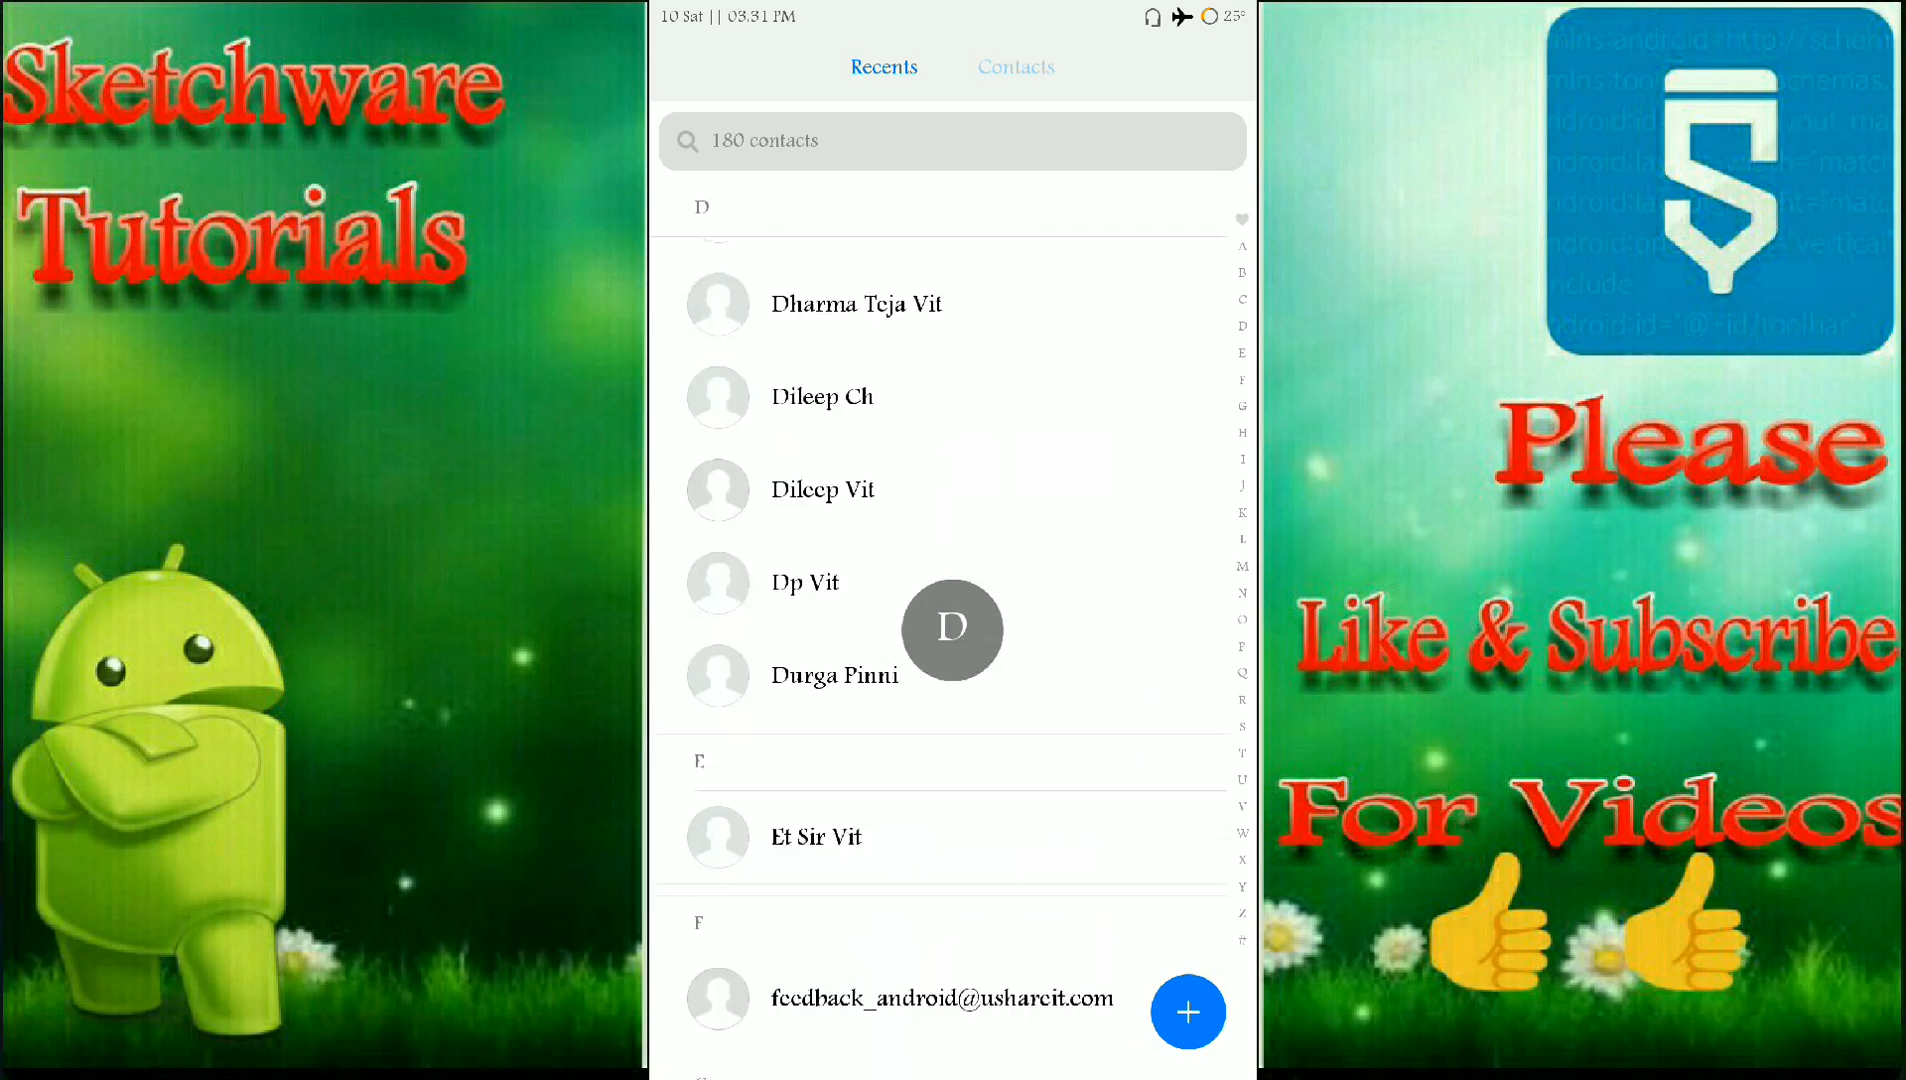 Sketchware
Tutorials
10 Sat || 03.31 PM
25°
Recents
Contacts
180 contacts
D
Dharma Teja Vit
Dileep Ch
Dileep Vit
Dp Vit
D
Durga Pinni
E
Et Sir Vit
F
feedback_android@ushareit.com
+
A
B
C
D
E
F
G
H
I
J
K
L
M
N
O
P
Q
R
S
T
U
V
W
X
Y
Z
#
Please
Like & Subscribe
For Videos